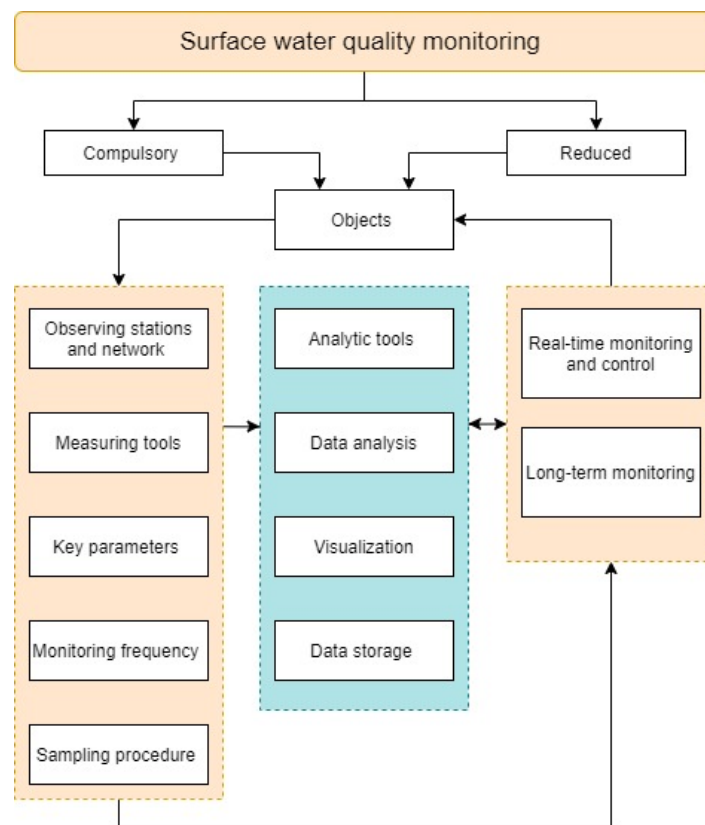 Surface water quality monitoring
Compulsory
Reduced
Objects
Observing stations
and network
Measuring tools
Key parameters
Monitoring frequency
Sampling procedure
Analytic tools
Data analysis
Visualization
Data storage
Real-time monitoring
and control
Long-term monitoring